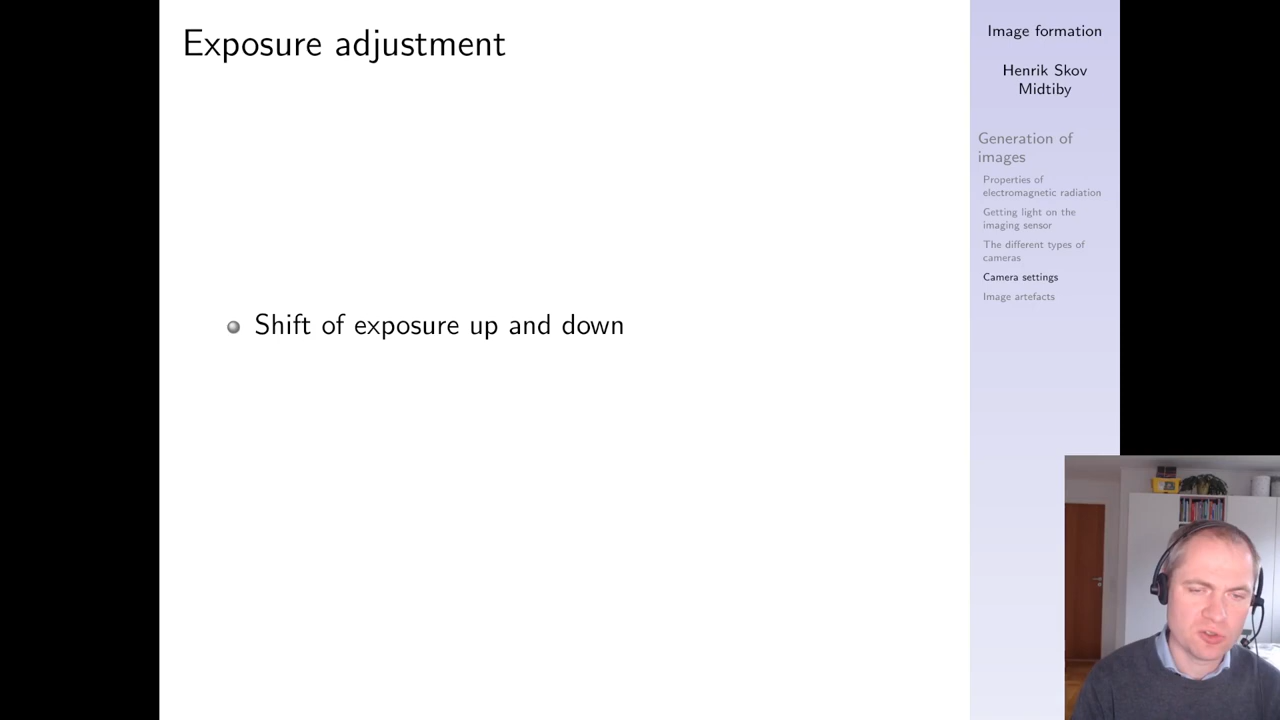 Exposure adjustment
Shift of exposure up and down
Image formation
Henrik Skov
Midtiby
Generation of
images
Properties of
electromagnetic radiation
Getting light on the
imaging sensor
The different types of
cameras
Camera settings
Image artefacts